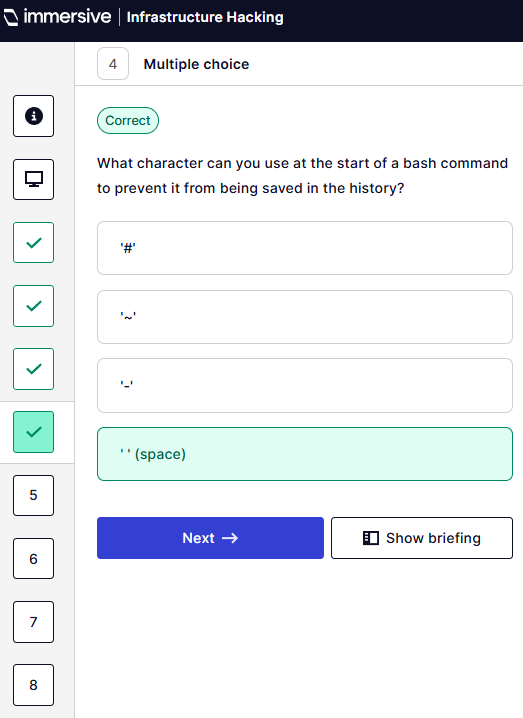 immersive | Infrastructure Hacking
4 Multiple choice
Correct
What character can you use at the start of a bash command
to prevent it from being saved in the history?
'#'
'~'
'-'
' ' (space)
Next →
Show briefing
5
6
7
8